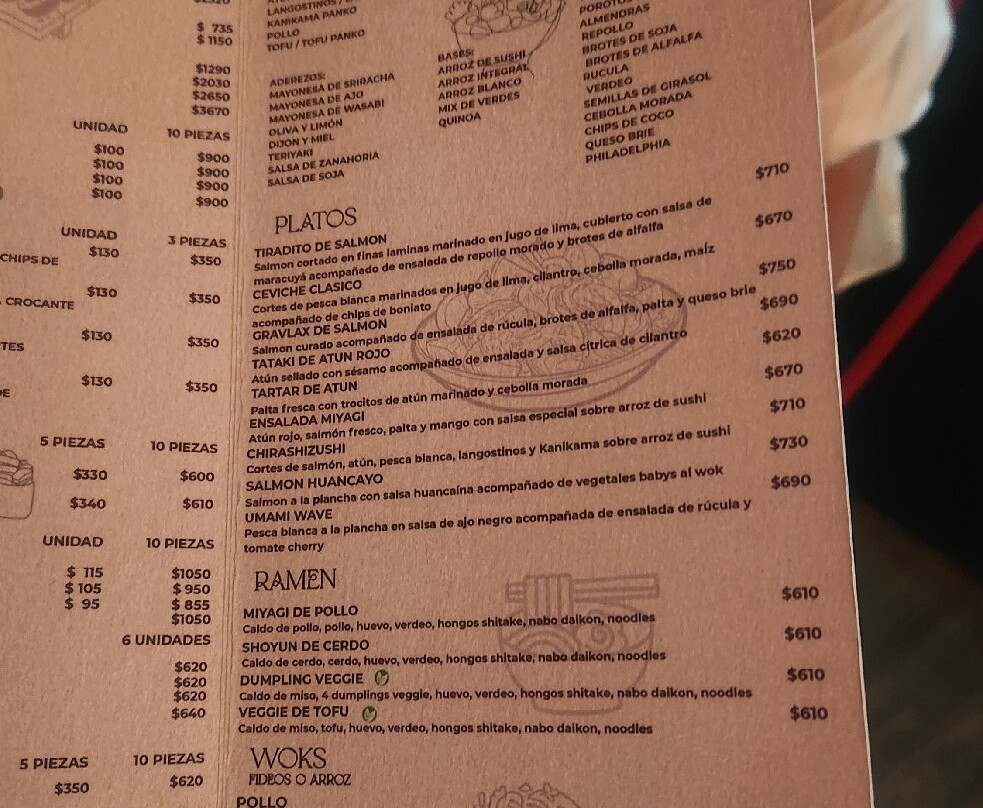 $ 735
$ 1150
$1290
$2030
$2650
$3670
UNIDAD 10 PIEZAS
$100 $900
$100 $900
$100 $900
$100 $900
UNIDAD 3 PIEZAS
CHIPS DE $130 $350
$130 $350
CROCANTE
$130 $350
TES
$130 $350
5 PIEZAS 10 PIEZAS
$330 $600
$340 $610
UNIDAD 10 PIEZAS
$ 115 $1050
$ 105 $ 950
$ 95 $ 855
$1050
6 UNIDADES
$620
$620
$620
$640
5 PIEZAS 10 PIEZAS
$350 $620
KANIKAMA PANKO
POLLO
TOFU / TOFU PANKO
ADEREZOS:
MAYONESA DE SRIRACHA
MAYONESA DE AJO
MAYONESA DE WASABI
OLIVA Y LIMÓN
DIJON Y MIEL
TERIYAKI
SALSA DE ZANAHORIA
SALSA DE SOJA
BASES:
ARROZ DE SUSHI
ARROZ INTEGRAL
ARROZ BLANCO
MIX DE VERDES
QUINOA
ALMENDRAS
REPOLLO
BROTES DE SOJA
BROTES DE ALFALFA
RUCULA
VERDEO
SEMILLAS DE GIRASOL
CEBOLLA MORADA
CHIPS DE COCO
QUESO BRIE
PHILADELPHIA
PLATOS
TIRADITO DE SALMON $710
Salmon cortado en finas laminas marinado en jugo de lima, cubierto con salsa de
maracuyá acompañado de ensalada de repollo morado y brotes de alfalfa
CEVICHE CLASICO $670
Cortes de pesca blanca marinados en jugo de lima, cilantro, cebolla morada, maíz
acompañado de chips de boniato
GRAVLAX DE SALMON $750
Salmon curado acompañado de ensalada de rúcula, brotes de alfalfa, palta y queso brie
TATAKI DE ATUN ROJO $690
Atún sellado con sésamo acompañado de ensalada y salsa cítrica de cilantro
TARTAR DE ATUN $620
Palta fresca con trocitos de atún marinado y cebolla morada
ENSALADA MIYAGI $670
Atún rojo, salmón fresco, palta y mango con salsa especial sobre arroz de sushi
CHIRASHIZUSHI $710
Cortes de salmón, atún, pesca blanca, langostinos y Kanikama sobre arroz de sushi
SALMON HUANCAYO $730
Salmon a la plancha con salsa huancaína acompañado de vegetales babys al wok
UMAMI WAVE $690
Pesca blanca a la plancha en salsa de ajo negro acompañada de ensalada de rúcula y
tomate cherry
RAMEN
MIYAGI DE POLLO $610
Caldo de pollo, pollo, huevo, verdeo, hongos shitake, nabo daikon, noodles
SHOYUN DE CERDO $610
Caldo de cerdo, cerdo, huevo, verdeo, hongos shitake, nabo daikon, noodles
DUMPLING VEGGIE $610
Caldo de miso, 4 dumplings veggie, huevo, verdeo, hongos shitake, nabo daikon, noodles
VEGGIE DE TOFU $610
Caldo de miso, tofu, huevo, verdeo, hongos shitake, nabo daikon, noodles
WOKS
FIDEOS O ARROZ
POLLO